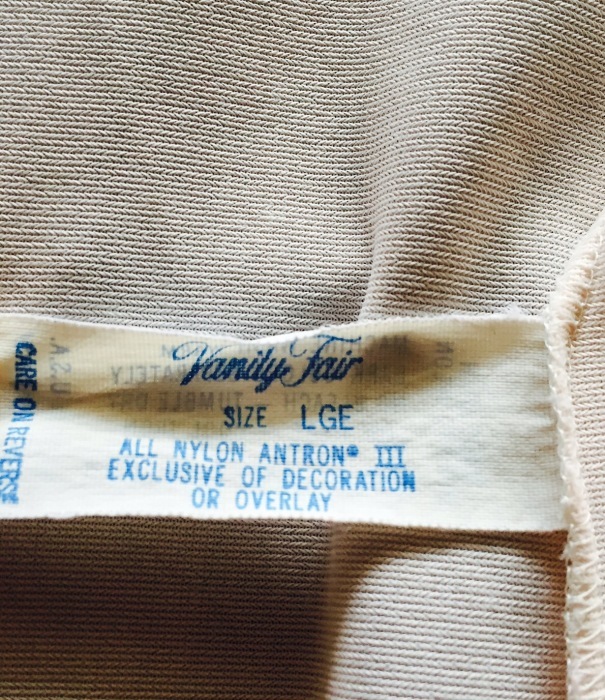 Vanity Fair
SIZE LGE
ALL NYLON ANTRON® III
EXCLUSIVE OF DECORATION
OR OVERLAY
CARE ON REVERSE